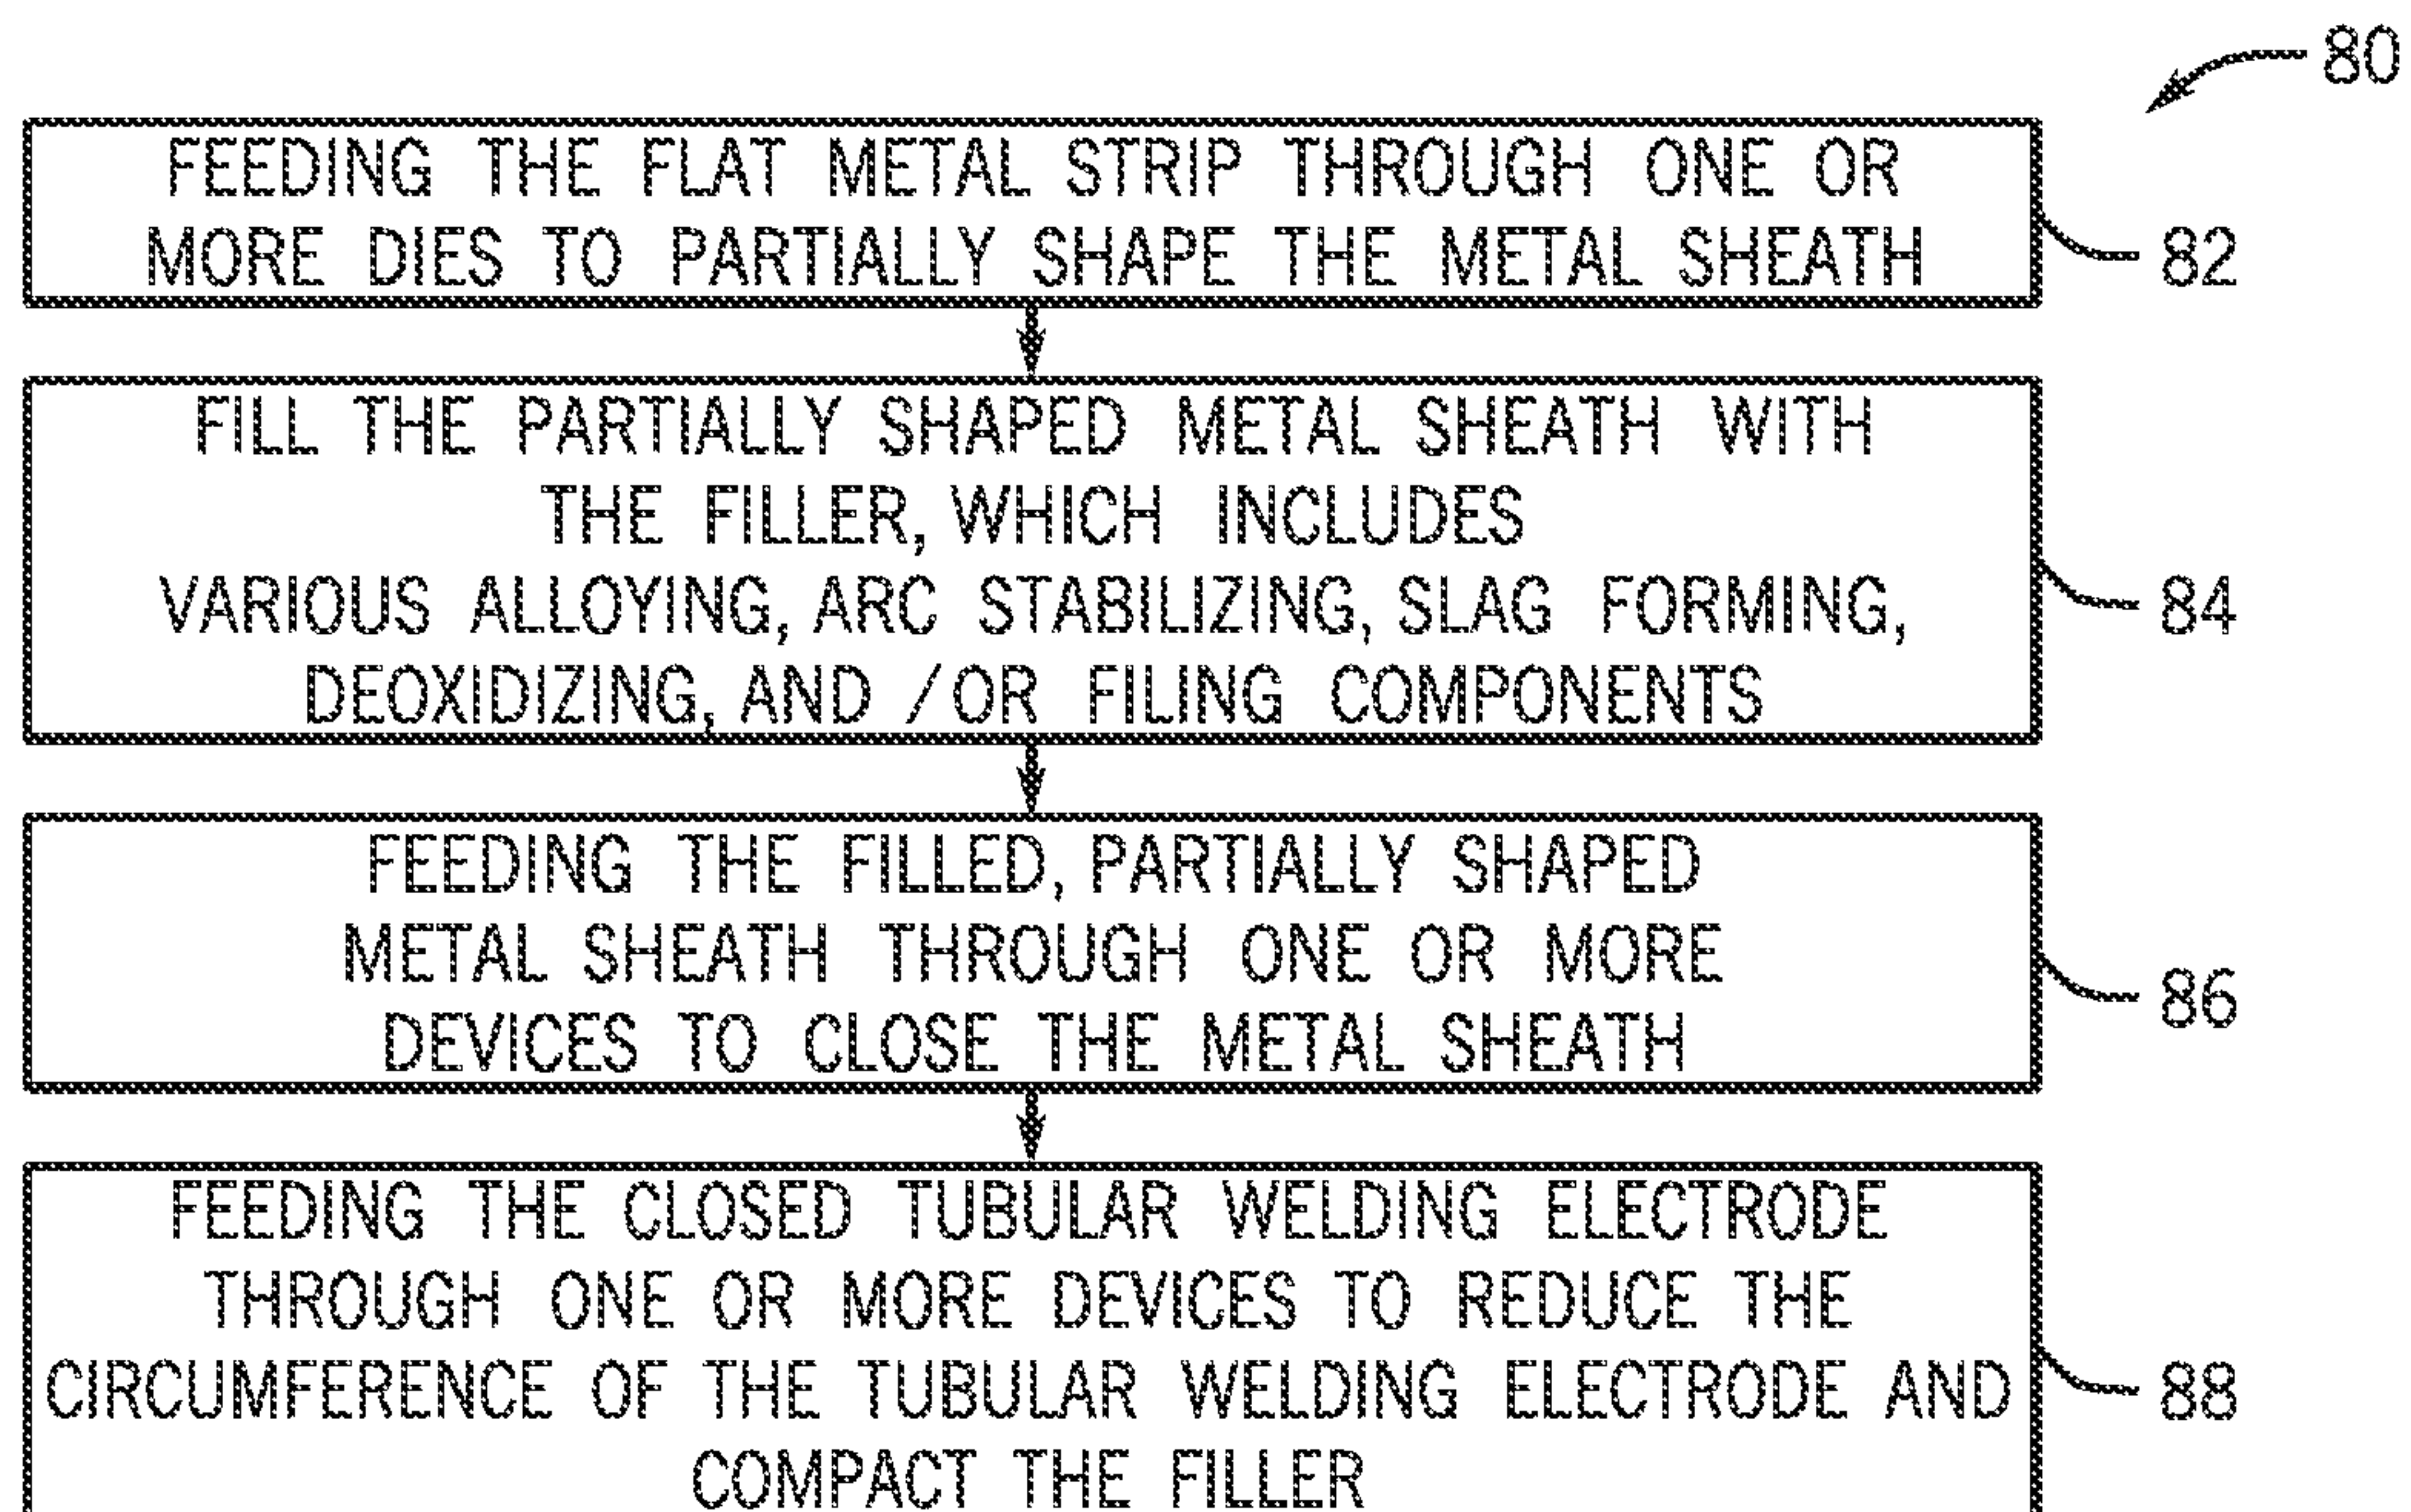 80
FEEDING THE FLAT METAL STRIP THROUGH ONE OR
MORE DIES TO PARTIALLY SHAPE THE METAL SHEATH
82
FILL THE PARTIALLY SHAPED METAL SHEATH WITH
THE FILLER, WHICH INCLUDES
VARIOUS ALLOYING, ARC STABILIZING, SLAG FORMING,
DEOXIDIZING, AND /OR FILING COMPONENTS
84
FEEDING THE FILLED, PARTIALLY SHAPED
METAL SHEATH THROUGH ONE OR MORE
DEVICES TO CLOSE THE METAL SHEATH
86
FEEDING THE CLOSED TUBULAR WELDING ELECTRODE
THROUGH ONE OR MORE DEVICES TO REDUCE THE
CIRCUMFERENCE OF THE TUBULAR WELDING ELECTRODE AND
COMPACT THE FILLER
88